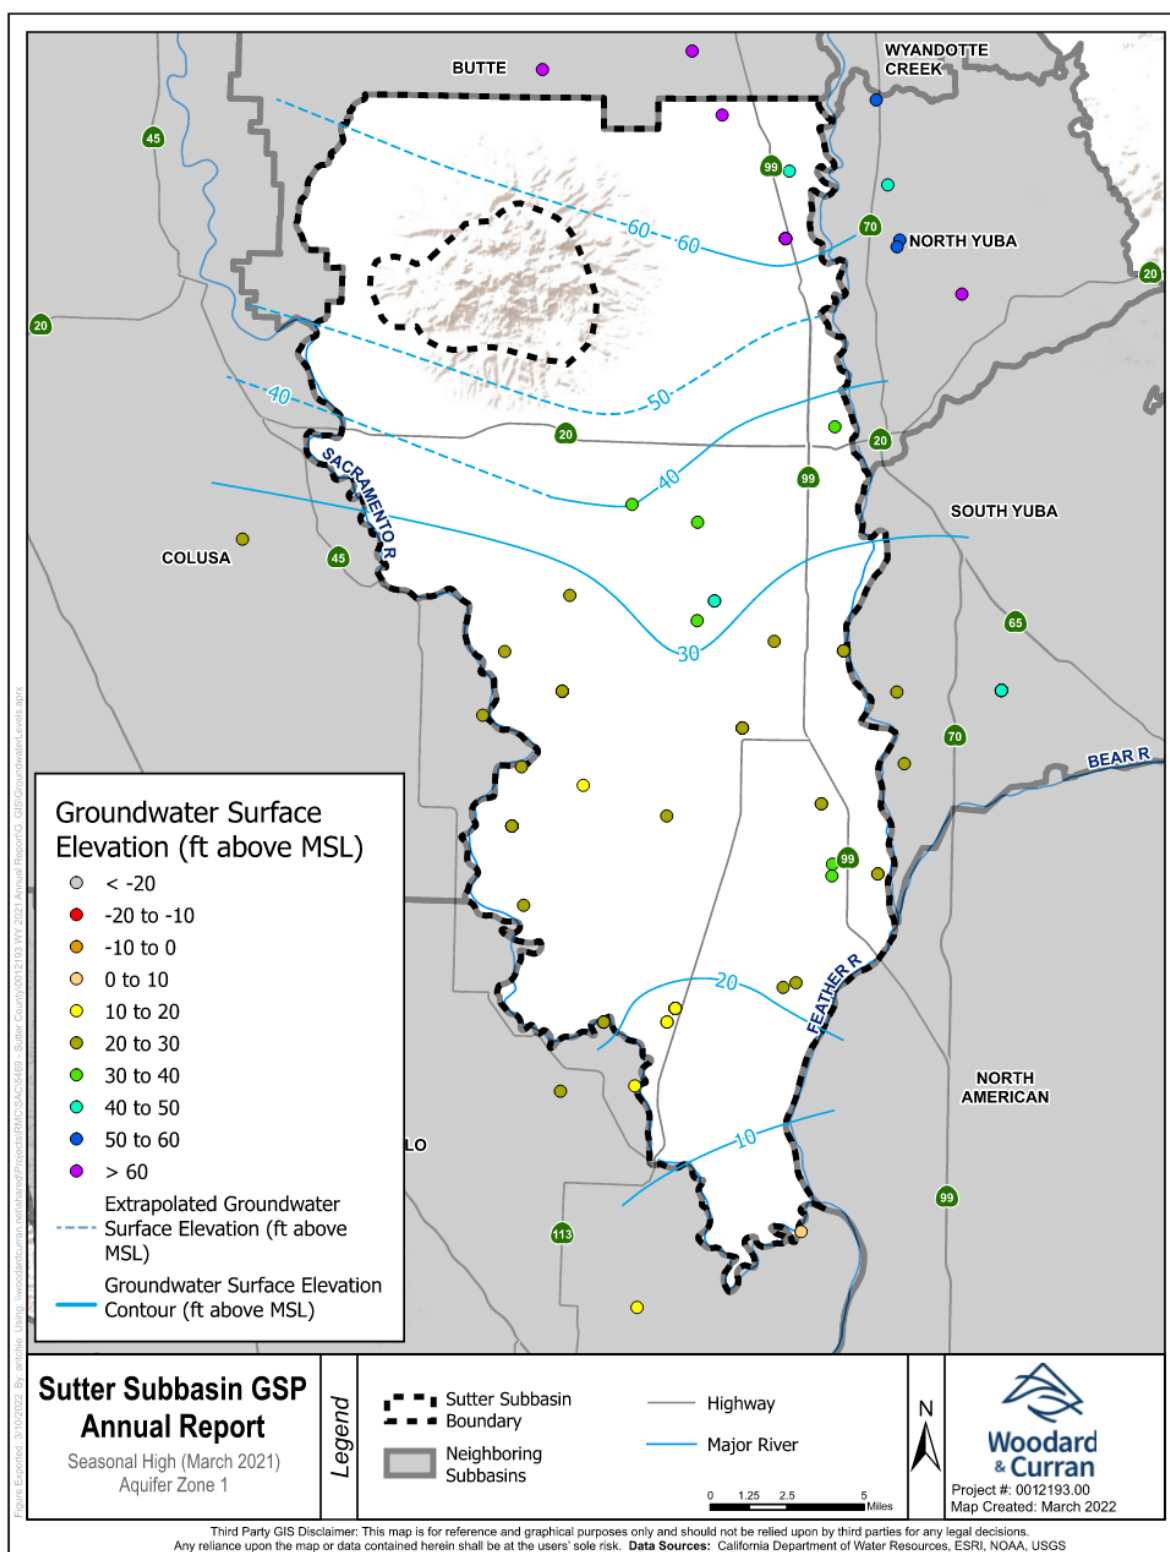 BUTTE
WYANDOTTE
CREEK
45
99
70
NORTH YUBA
60
60
20
20
50
40
20
20
40
99
SACRAMENTO R
SOUTH YUBA
COLUSA
45
65
30
70
BEAR R
99
20
FEATHER R
NORTH
AMERICAN
10
LO
99
113
Groundwater Surface
Elevation (ft above MSL)
< -20
-20 to -10
-10 to 0
0 to 10
10 to 20
20 to 30
30 to 40
40 to 50
50 to 60
> 60
Extrapolated Groundwater
Surface Elevation (ft above
MSL)
Groundwater Surface Elevation
Contour (ft above MSL)
Sutter Subbasin GSP
Annual Report
Seasonal High (March 2021)
Aquifer Zone 1
Legend
Sutter Subbasin
Boundary
Neighboring
Subbasins
Highway
Major River
N
0 1.25 2.5 5
Miles
Woodard
& Curran
Project #: 0012193.00
Map Created: March 2022
Third Party GIS Disclaimer: This map is for reference and graphical purposes only and should not be relied upon by third parties for any legal decisions.
Any reliance upon the map or data contained herein shall be at the users' sole risk. Data Sources: California Department of Water Resources, ESRI, NOAA, USGS